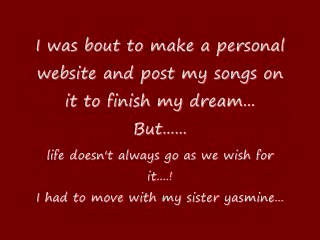 I was bout to make a personal
website and post my songs on
it to finish my dream...
But......
life doesn't always go as we wish for
it....!
I had to move with my sister yasmine...